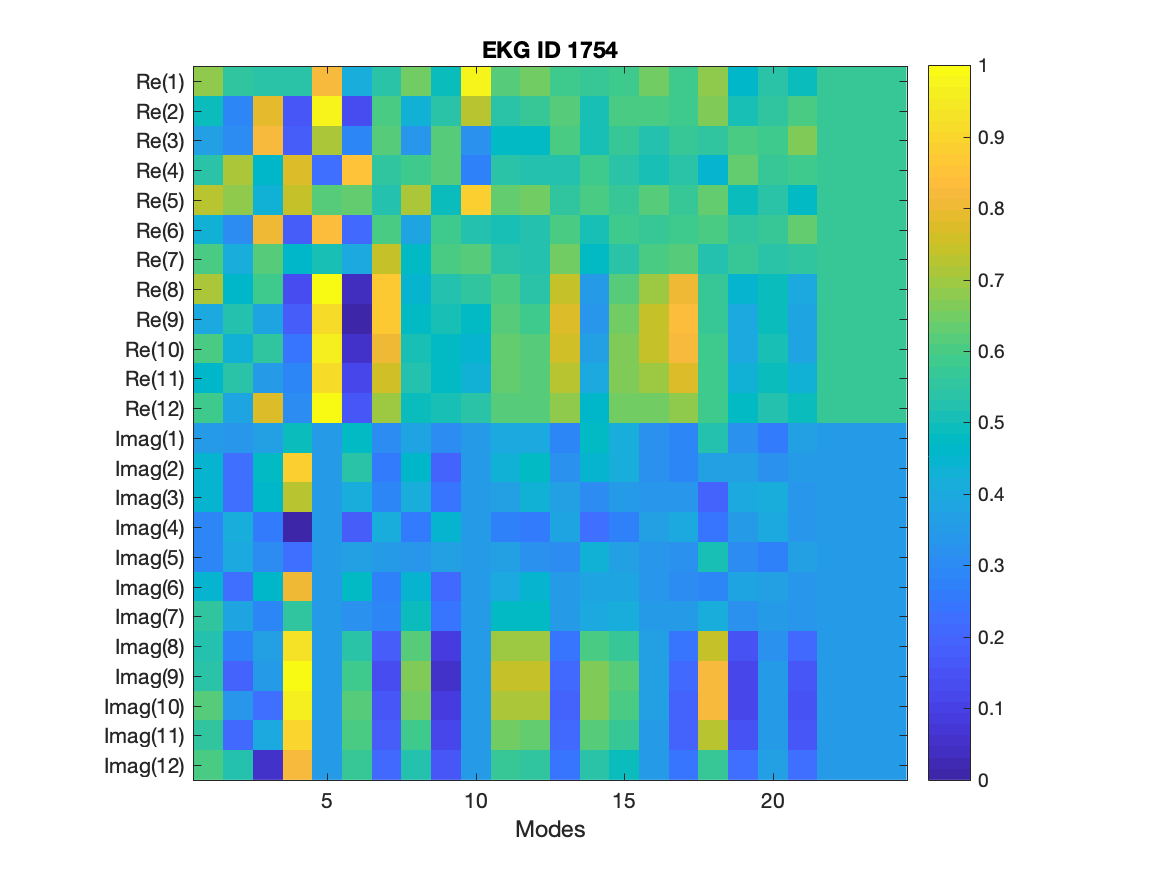 EKG ID 1754
Re(1)
Re(2)
Re(3)
Re(4)
Re(5)
Re(6)
Re(7)
Re(8)
Re(9)
Re(10)
Re(11)
Re(12)
Imag(1)
Imag(2)
Imag(3)
Imag(4)
Imag(5)
Imag(6)
Imag(7)
Imag(8)
Imag(9)
Imag(10)
Imag(11)
Imag(12)
5 10 15 20
Modes
1
0.9
0.8
0.7
0.6
0.5
0.4
0.3
0.2
0.1
0